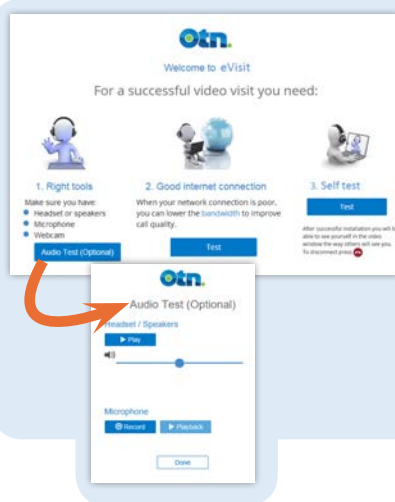 otn.
Welcome to eVisit
For a successful video visit you need:
1. Right tools
Make sure you have:
Headset or speakers
Microphone
Webcam
Audio Test (Optional)
2. Good internet connection
When your network connection is poor,
you can lower the bandwidth to improve
call quality.
Test
3. Self test
Test
After successful installation you will be
able to see yourself in the video
window the way others will see you.
To disconnect press
otn.
Audio Test (Optional)
Headset / Speakers
Play
Microphone
Record Playback
Done